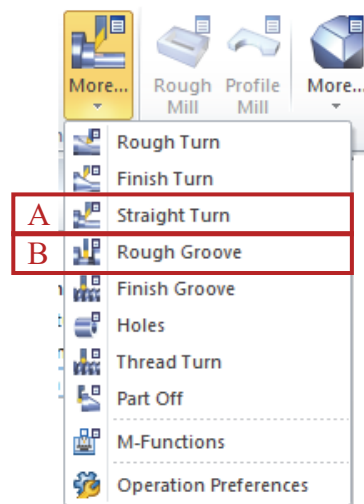 More...
Rough Mill
Profile Mill
More...
Rough Turn
Finish Turn
A Straight Turn
B Rough Groove
Finish Groove
Holes
Thread Turn
Part Off
M-Functions
Operation Preferences